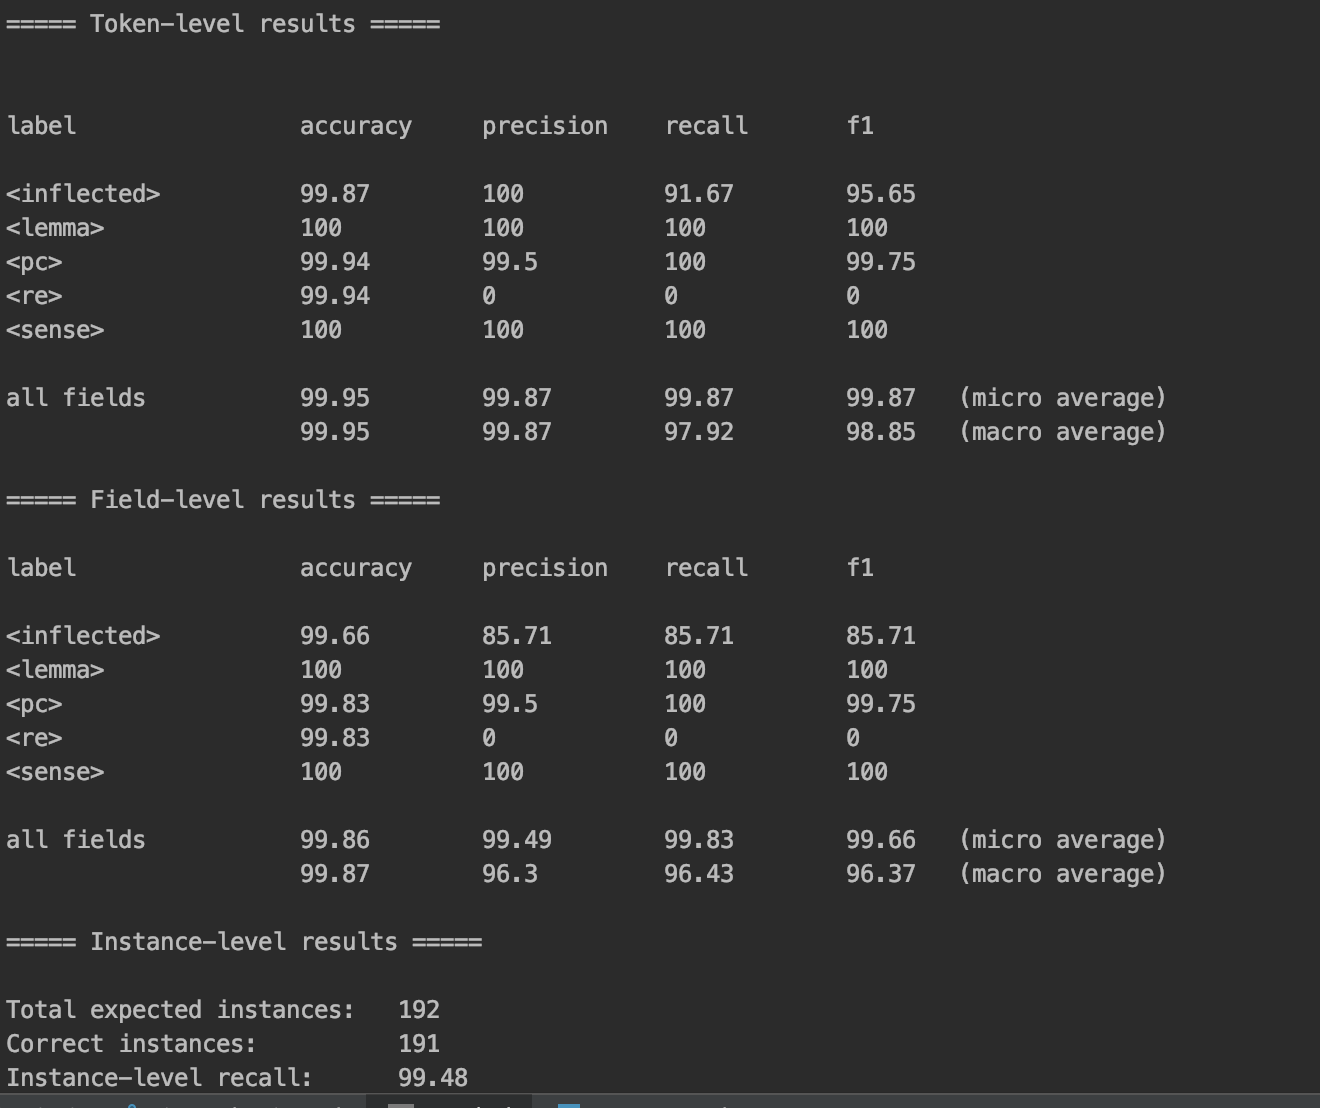 ===== Token-level results =====
label accuracy precision recall f1
<inflected> 99.87 100 91.67 95.65
<lemma> 100 100 100 100
<pc> 99.94 99.5 100 99.75
<re> 99.94 0 0 0
<sense> 100 100 100 100
all fields 99.95 99.87 99.87 99.87 (micro average)
99.95 99.87 97.92 98.85 (macro average)
===== Field-level results =====
label accuracy precision recall f1
<inflected> 99.66 85.71 85.71 85.71
<lemma> 100 100 100 100
<pc> 99.83 99.5 100 99.75
<re> 99.83 0 0 0
<sense> 100 100 100 100
all fields 99.86 99.49 99.83 99.66 (micro average)
99.87 96.3 96.43 96.37 (macro average)
===== Instance-level results =====
Total expected instances: 192
Correct instances: 191
Instance-level recall: 99.48